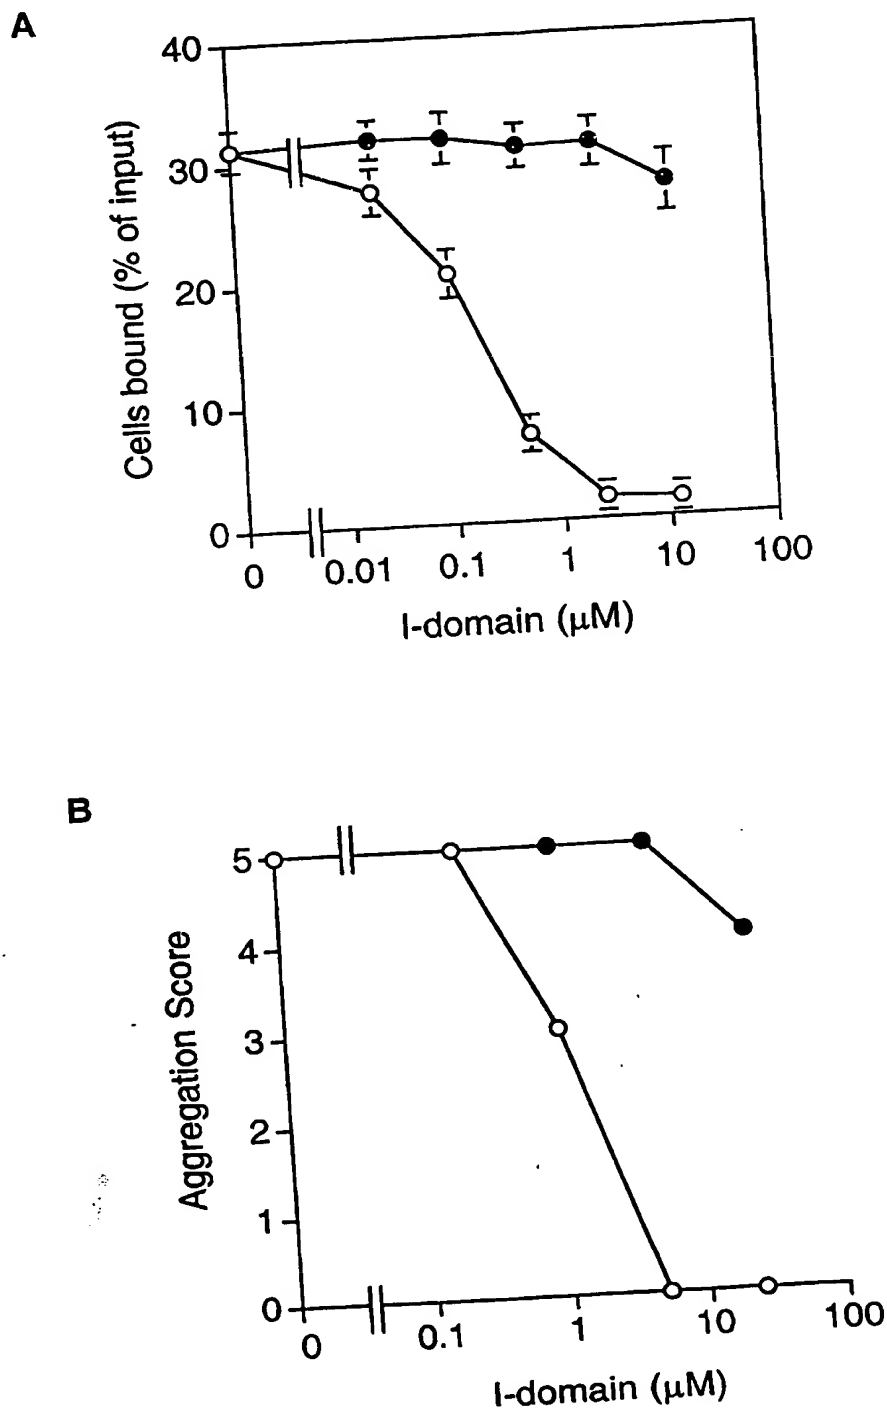 A
40
30
20
10
0
Cells bound (% of input)
0 0.01 0.1 1 10 100
I-domain (μM)
B
5
4
3
2
1
0
Aggregation Score
0 0.1 1 10 100
I-domain (μM)